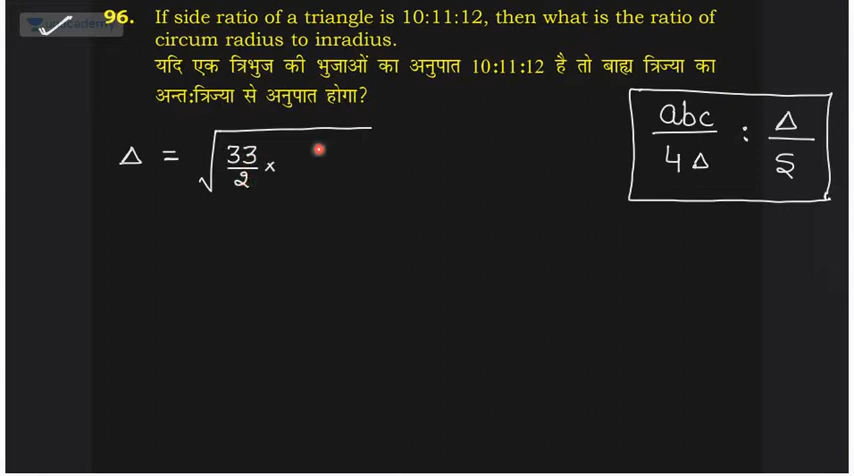 96. If side ratio of a triangle is 10:11:12, then what is the ratio of
circum radius to inradius.
यदि एक त्रिभुज की भुजाओं का अनुपात 10:11:12 है तो बाह्य त्रिज्या का
अन्त:त्रिज्या से अनुपात होगा?
abc/4Δ : Δ/S
Δ = √(33/2 ×